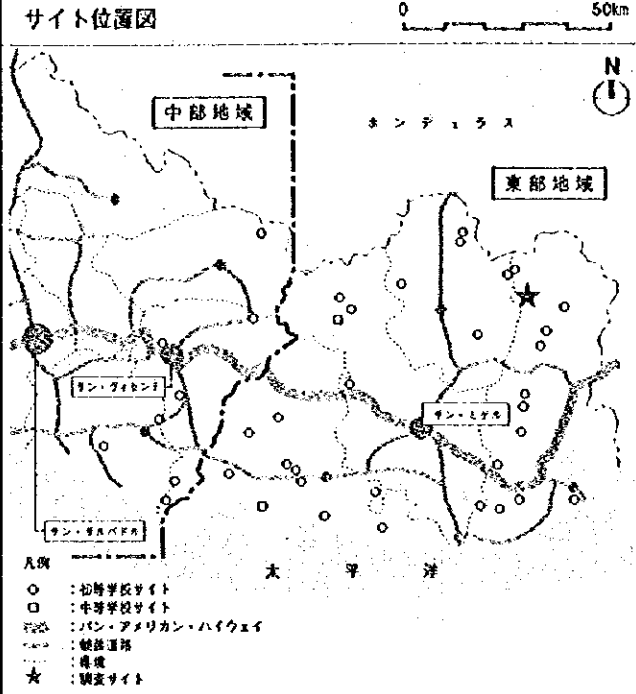 サイト位置図
0 50km
N
中部地域
ホンデュラス
東部地域
サン・ヴィセンテ
サン・ミゲル
サン・サルバドル
太平洋
凡例
：初等学校サイト
：中等学校サイト
：パン・アメリカン・ハイウェイ
：県境
：調査サイト